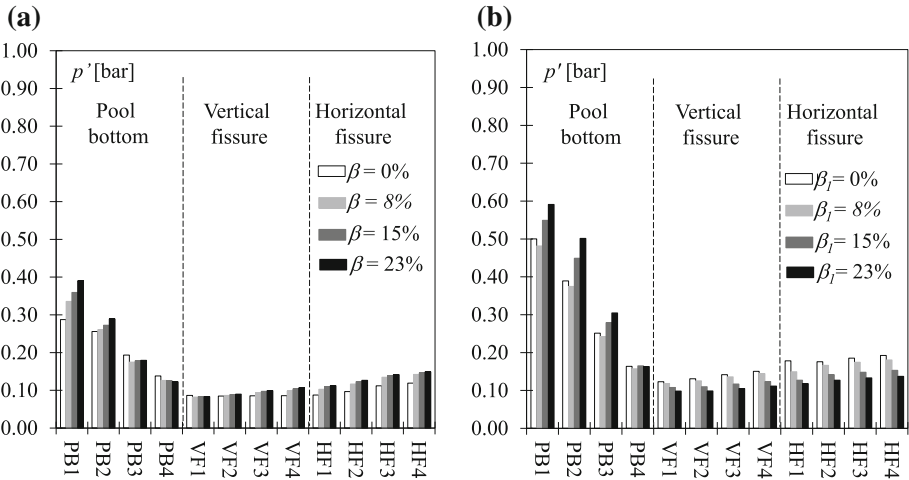 (a)
1.00
0.90
0.80
0.70
0.60
0.50
0.40
0.30
0.20
0.10
0.00
p' [bar]
Pool bottom
Vertical fissure
Horizontal fissure
β = 0%
β = 8%
β = 15%
β = 23%
PB1
PB2
PB3
PB4
VF1
VF2
VF3
VF4
HF1
HF2
HF3
HF4
(b)
1.00
0.90
0.80
0.70
0.60
0.50
0.40
0.30
0.20
0.10
0.00
p' [bar]
Pool bottom
Vertical fissure
Horizontal fissure
β1= 0%
β1= 8%
β1= 15%
β1= 23%
PB1
PB2
PB3
PB4
VF1
VF2
VF3
VF4
HF1
HF2
HF3
HF4